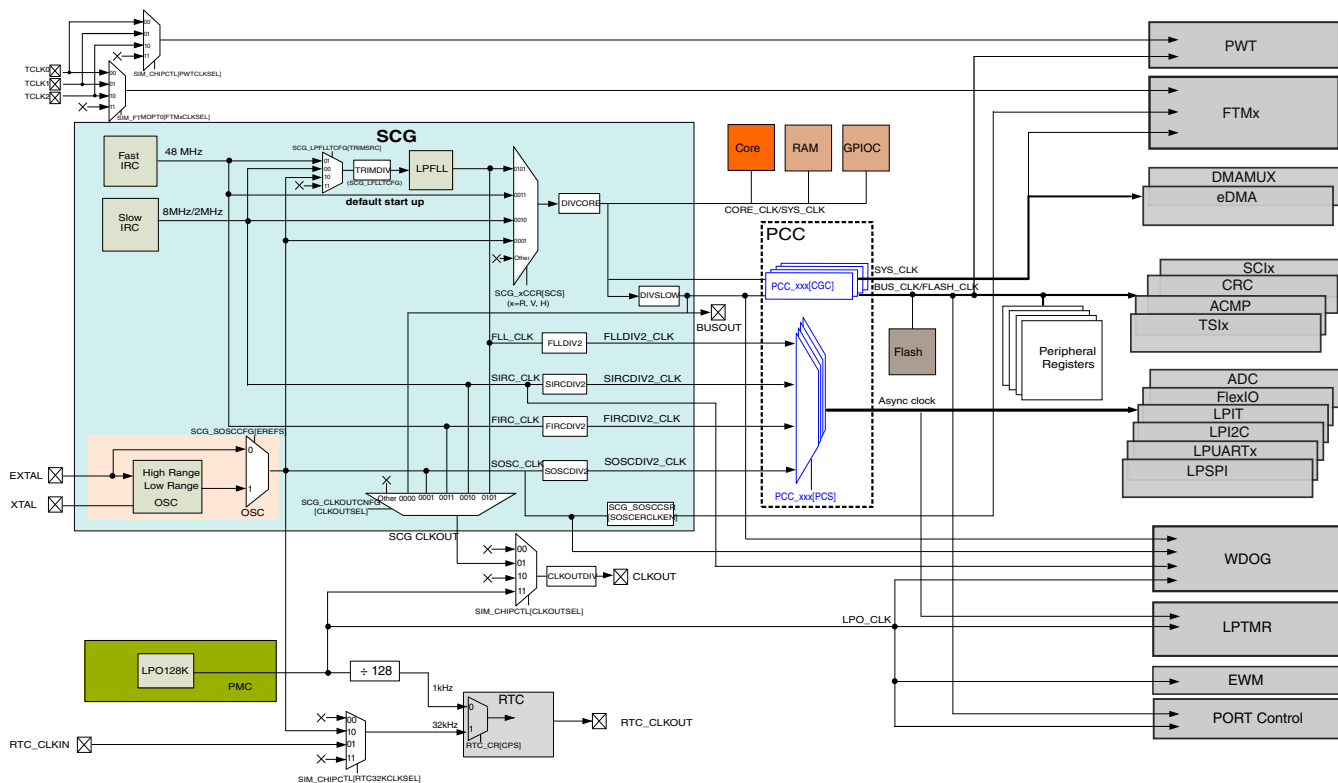 00
01
10
11
SIM_CHIPCTL[PWTCLKSEL]
PWT
TCLK0
TCLK1
TCLK2
00
01
10
11
SIM_FTMOPT0[FTMxCLKSEL]
FTMx
SCG
Fast
IRC
48 MHz
SCG_LPFLLTCFG[TRIMSRC]
01
00
10
11
TRIMDIV
(SCG_LPFLLTCFG)
LPFLL
default start up
Slow
IRC
8MHz/2MHz
0101
0011
0010
0001
Other
SCG_xCCR[SCS]
(x=R, V, H)
DIVCORE
DIVSLOW
Core
RAM
GPIOC
CORE_CLK/SYS_CLK
DMAMUX
eDMA
PCC
PCC_xxx[CGC]
SYS_CLK
BUS_CLK/FLASH_CLK
BUSOUT
SCIx
CRC
ACMP
TSIx
Flash
Peripheral
Registers
FLL_CLK
FLLDIV2
FLLDIV2_CLK
SIRC_CLK
SIRCDIV2
SIRCDIV2_CLK
FIRC_CLK
FIRCDIV2
FIRCDIV2_CLK
SOSC_CLK
SOSCDIV2
SOSCDIV2_CLK
Async clock
PCC_xxx[PCS]
ADC
FlexIO
LPIT
LPI2C
LPUARTx
LPSPI
SCG_SOSCCFG[EREFS]
EXTAL
XTAL
High Range
Low Range
OSC
0
1
OSC
Other 0000 0001 0011 0010 0101
SCG_CLKOUTCNFG
[CLKOUTSEL]
SCG CLKOUT
SCG_SOSCCSR
[SOSCERCLKEN]
00
01
10
11
CLKOUTDIV
CLKOUT
SIM_CHIPCTL[CLKOUTSEL]
WDOG
LPO_CLK
LPTMR
LPO128K
PMC
÷ 128
1kHz
32kHz
RTC
0
1
RTC_CR[CPS]
RTC_CLKOUT
EWM
PORT Control
RTC_CLKIN
00
10
01
11
SIM_CHIPCTL[RTC32KCLKSEL]